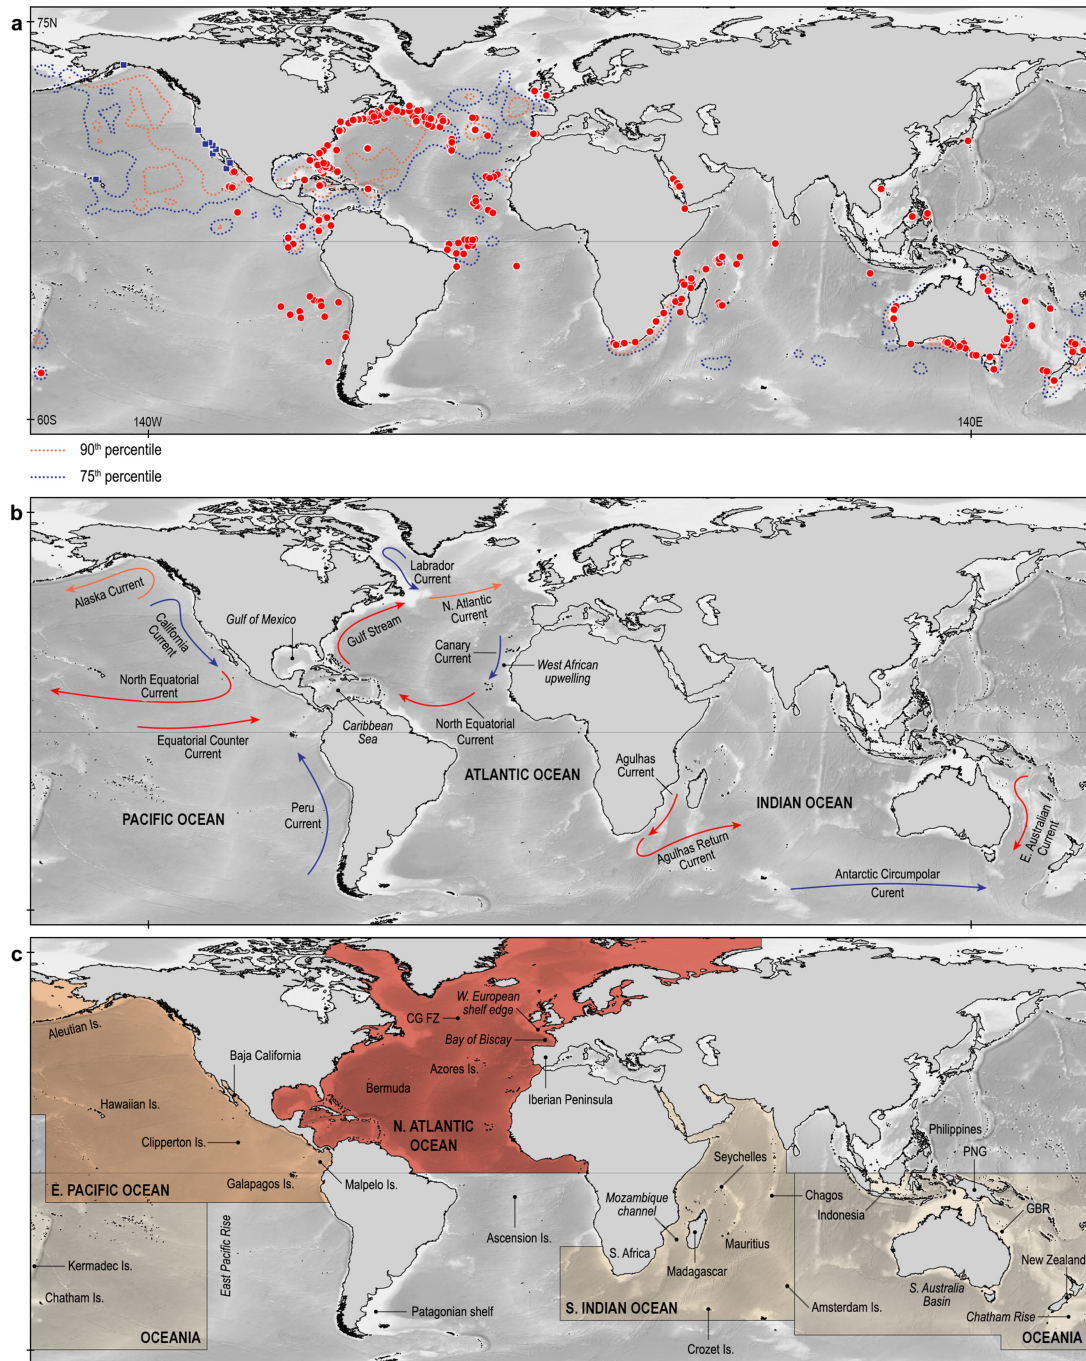 a
75N
60S
140W
140E
90th percentile
75th percentile
b
Labrador
Current
Alaska Current
N. Atlantic
Current
California
Current
Gulf of Mexico
Gulf Stream
Canary
Current
West African
upwelling
North Equatorial
Current
Caribbean
Sea
North Equatorial
Current
Equatorial Counter
Current
Agulhas
Current
ATLANTIC OCEAN
PACIFIC OCEAN
Peru
Current
INDIAN OCEAN
E. Australian
Current
Agulhas Return
Current
Antarctic Circumpolar
Curent
c
W. European
shelf edge
CG FZ
Aleutian Is.
Bay of Biscay
Baja California
Azores Is.
Bermuda
Iberian Peninsula
Hawaiian Is.
N. ATLANTIC
OCEAN
Philippines
Clipperton Is.
PNG
Seychelles
E. PACIFIC OCEAN
Galapagos Is.
Malpelo Is.
Chagos
Mozambique
channel
Indonesia
GBR
Ascension Is.
Mauritius
S. Africa
East Pacific Rise
Kermadec Is.
Madagascar
New Zealand
S. Australia
Basin
Chatham Is.
Patagonian shelf
S. INDIAN OCEAN
Amsterdam Is.
Chatham Rise
OCEANIA
Crozet Is.
OCEANIA